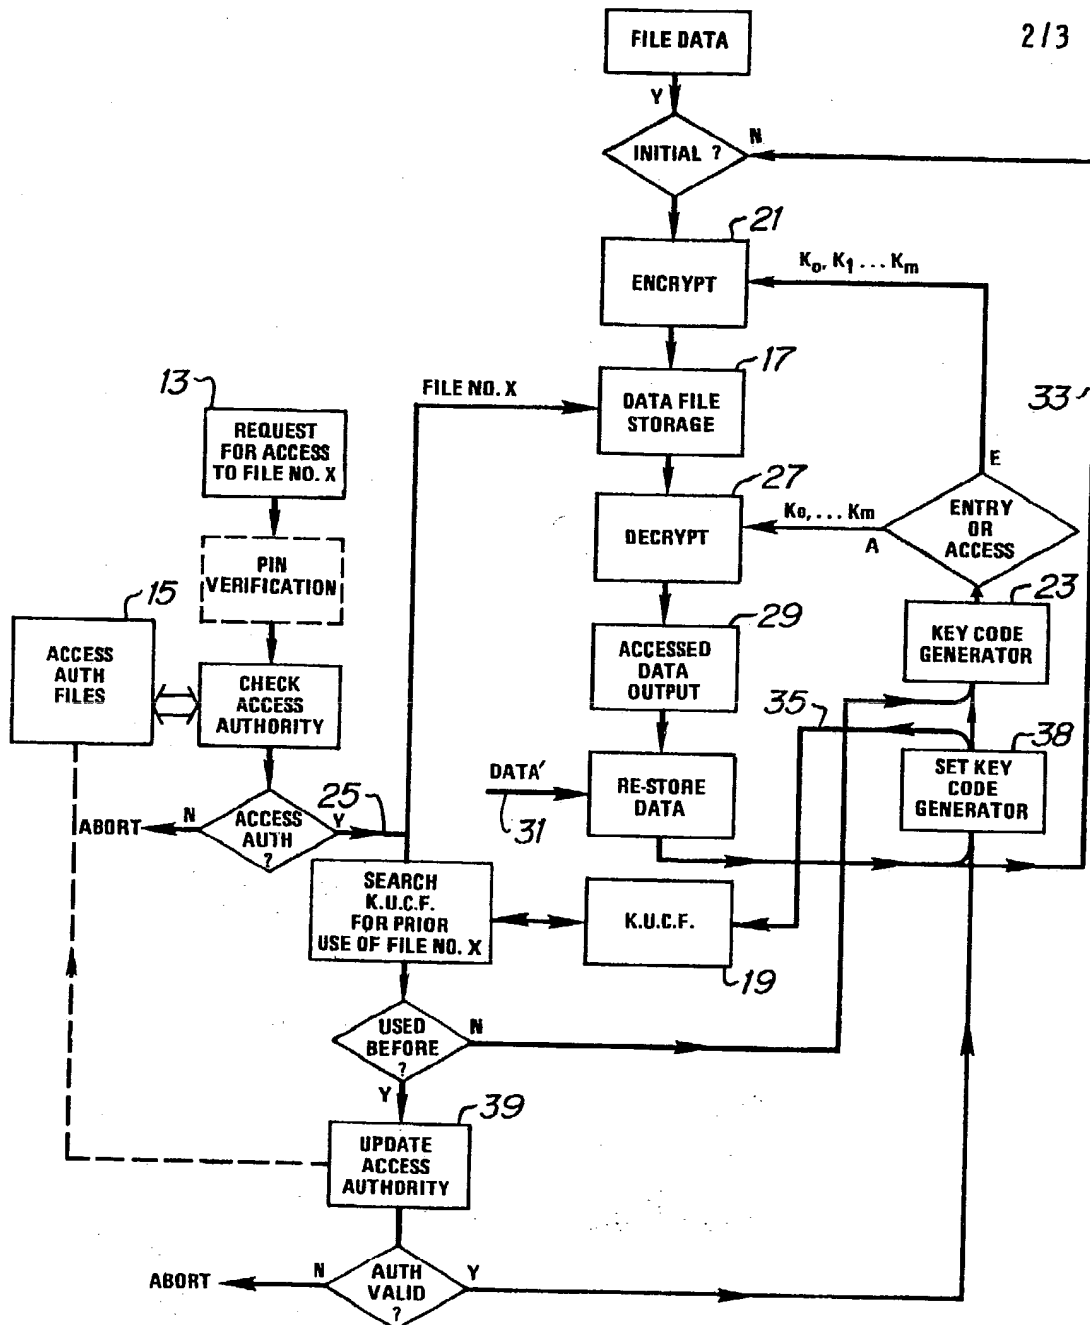 2/3
FILE DATA
Y
INITIAL ?
N
21
ENCRYPT
K₀, K₁ ... Kₘ
17
DATA FILE
STORAGE
FILE NO. X
13
REQUEST
FOR ACCESS
TO FILE NO. X
33
27
DECRYPT
K₀, ... Kₘ
A
E
ENTRY
OR
ACCESS
PIN
VERIFICATION
15
ACCESS
AUTH
FILES
CHECK
ACCESS
AUTHORITY
29
ACCESSED
DATA
OUTPUT
23
KEY CODE
GENERATOR
35
38
SET KEY
CODE
GENERATOR
DATA'
31
RE-STORE
DATA
ABORT
N
ACCESS
AUTH
?
Y
25
SEARCH
K.U.C.F.
FOR PRIOR
USE OF FILE NO. X
K.U.C.F.
19
USED
BEFORE
?
N
Y
39
UPDATE
ACCESS
AUTHORITY
ABORT
N
AUTH
VALID
?
Y